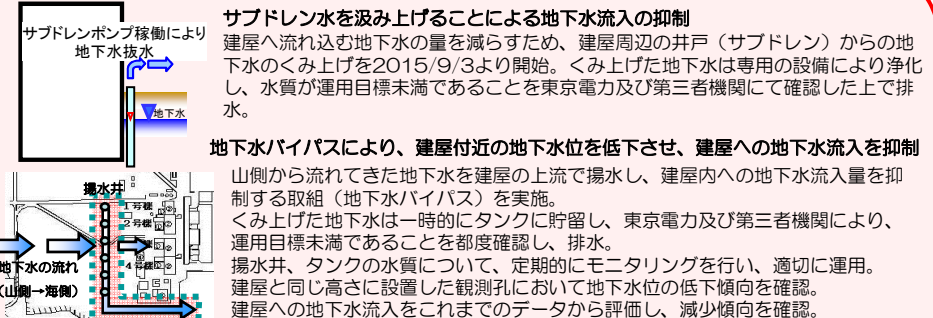 サブドレン水を汲み上げることによる地下水流入の抑制
サブドレンポンプ稼働により
地下水抜水
地下水
建屋へ流れ込む地下水の量を減らすため、建屋周辺の井戸（サブドレン）からの地
下水のくみ上げを2015/9/3より開始。くみ上げた地下水は専用の設備により浄化
し、水質が運用目標未満であることを東京電力及び第三者機関にて確認した上で排
水。
地下水バイパスにより、建屋付近の地下水位を低下させ、建屋への地下水流入を抑制
揚水井
1号機
2号機
4号機
地下水の流れ
（山側→海側）
山側から流れてきた地下水を建屋の上流で揚水し、建屋内への地下水流入量を抑
制する取組（地下水バイパス）を実施。
くみ上げた地下水は一時的にタンクに貯留し、東京電力及び第三者機関により、
運用目標未満であることを都度確認し、排水。
揚水井、タンクの水質について、定期的にモニタリングを行い、適切に運用。
建屋と同じ高さに設置した観測孔において地下水位の低下傾向を確認。
建屋への地下水流入をこれまでのデータから評価し、減少傾向を確認。